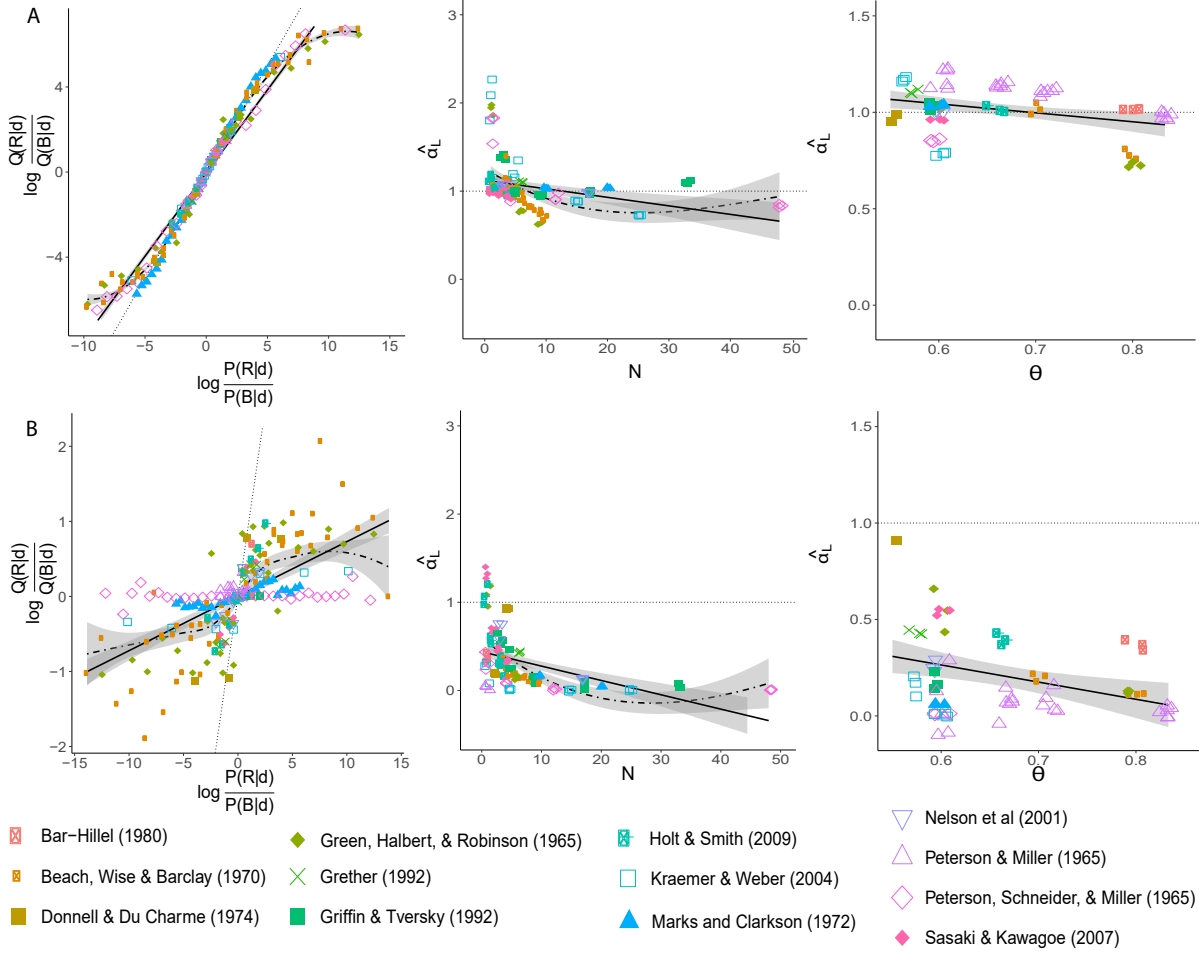 A
4
0
−4
−10
−5
0
5
10
15
log P(R|d) / P(B|d)
log Q(R|d) / Q(B|d)
3
2
1
0
0
10
20
30
40
50
N
α̂L
1.5
1.0
0.5
0.0
0.6
0.7
0.8
θ
α̂L
B
2
1
0
−1
−2
−15
−10
−5
0
5
10
15
log P(R|d) / P(B|d)
log Q(R|d) / Q(B|d)
3
2
1
0
0
10
20
30
40
50
N
α̂L
1.5
1.0
0.5
0.0
0.6
0.7
0.8
θ
α̂L
Bar−Hillel (1980)
Beach, Wise & Barclay (1970)
Donnell & Du Charme (1974)
Green, Halbert, & Robinson (1965)
Grether (1992)
Griffin & Tversky (1992)
Holt & Smith (2009)
Kraemer & Weber (2004)
Marks and Clarkson (1972)
Nelson et al (2001)
Peterson & Miller (1965)
Peterson, Schneider, & Miller (1965)
Sasaki & Kawagoe (2007)